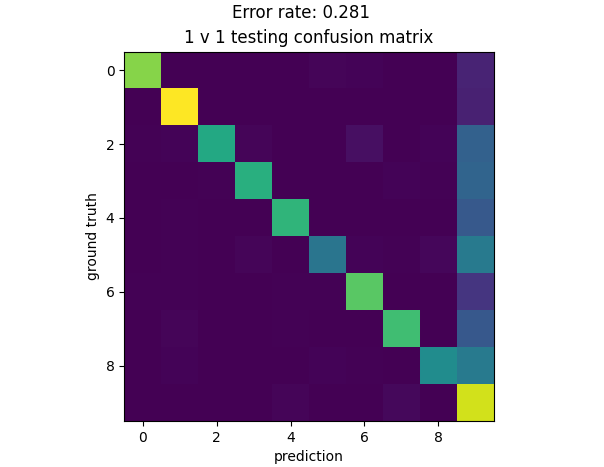 Error rate: 0.281
1 v 1 testing confusion matrix
0
2
4
6
8
ground truth
0 2 4 6 8
prediction